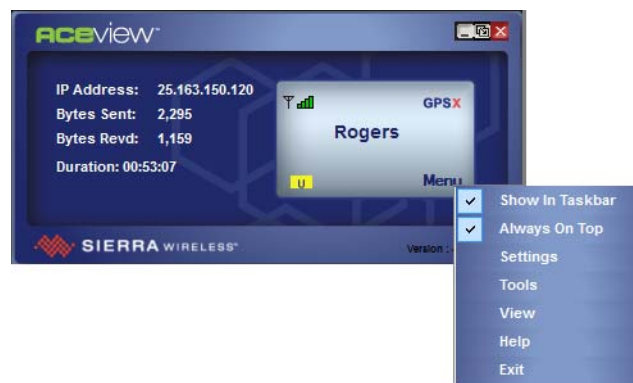 aceview™
IP Address: 25.163.150.120
Bytes Sent: 2,295
Bytes Revd: 1,159
Duration: 00:53:07
GPSX
Rogers
U
Menu
SIERRA WIRELESS®
Version :
Show In Taskbar
Always On Top
Settings
Tools
View
Help
Exit